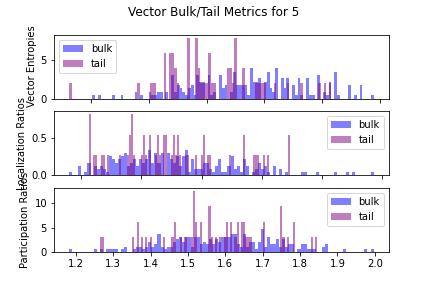 Vector Bulk/Tail Metrics for 5
Vector Entropies
5
0
bulk
tail
Localization Ratios
0.5
0.0
bulk
tail
Participation Ratios
10
5
0
bulk
tail
1.2 1.3 1.4 1.5 1.6 1.7 1.8 1.9 2.0